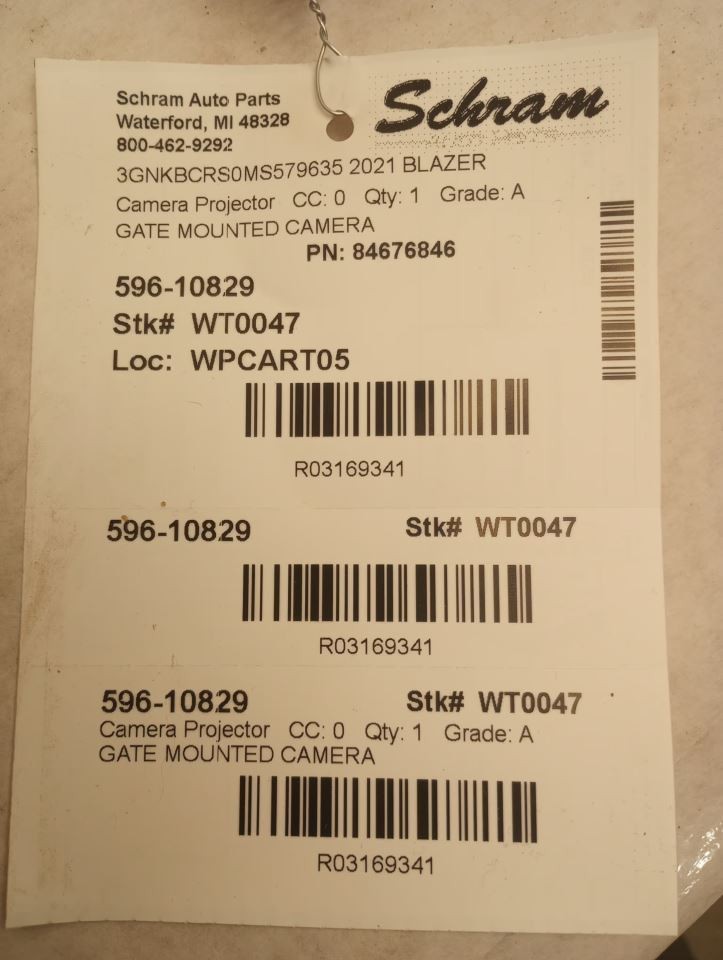 Schram Auto Parts
Waterford, MI 48328
800-462-9292
Schram
3GNKBCRS0MS579635 2021 BLAZER
Camera Projector CC: 0 Qty: 1 Grade: A
GATE MOUNTED CAMERA
PN: 84676846
596-10829
Stk# WT0047
Loc: WPCART05
R03169341
596-10829 Stk# WT0047
R03169341
596-10829 Stk# WT0047
Camera Projector CC: 0 Qty: 1 Grade: A
GATE MOUNTED CAMERA
R03169341